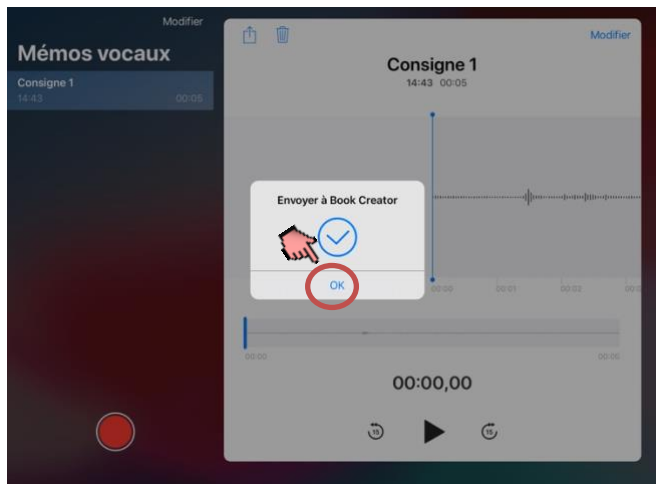 Modifier
Mémos vocaux
Consigne 1
14:43 00:05
Modifier
Consigne 1
14:43 00:05
Envoyer à Book Creator
OK
00:00 00:01 00:02
00:00 00:05
00:00,00
15 15